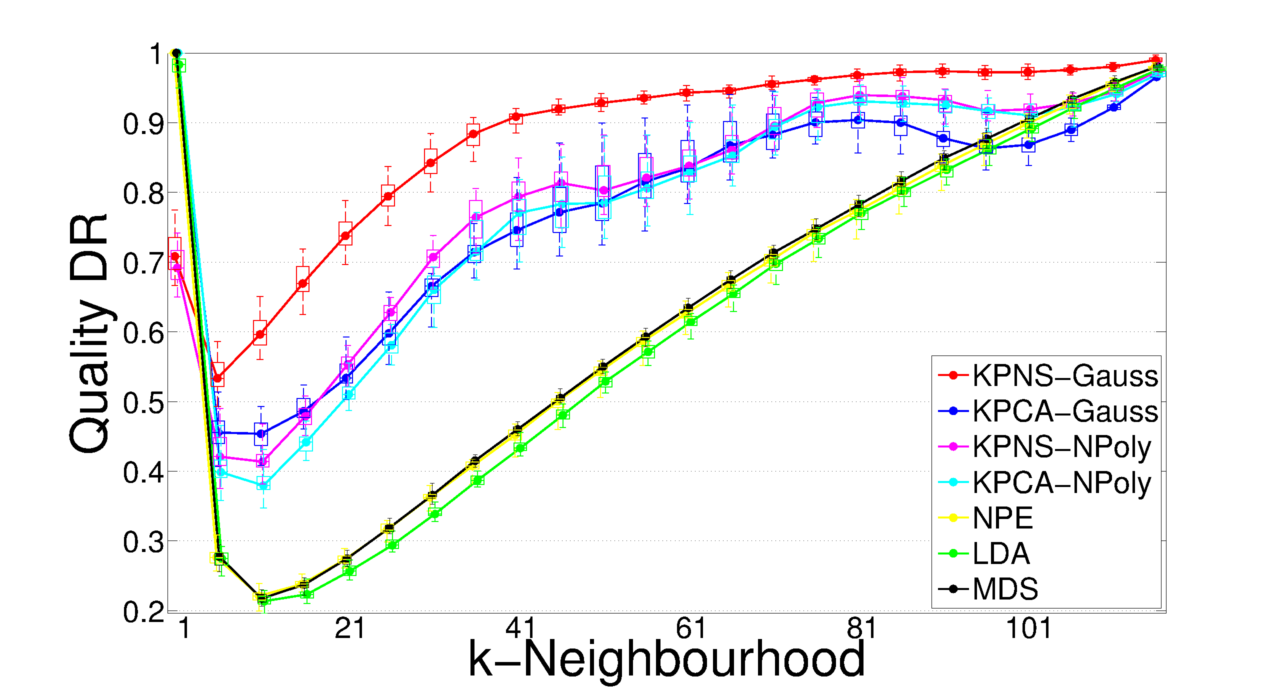 Quality DR
1
0.9
0.8
0.7
0.6
0.5
0.4
0.3
0.2
KPNS-Gauss
KPCA-Gauss
KPNS-NPoly
KPCA-NPoly
NPE
LDA
MDS
1 21 41 61 81 101
k-Neighbourhood